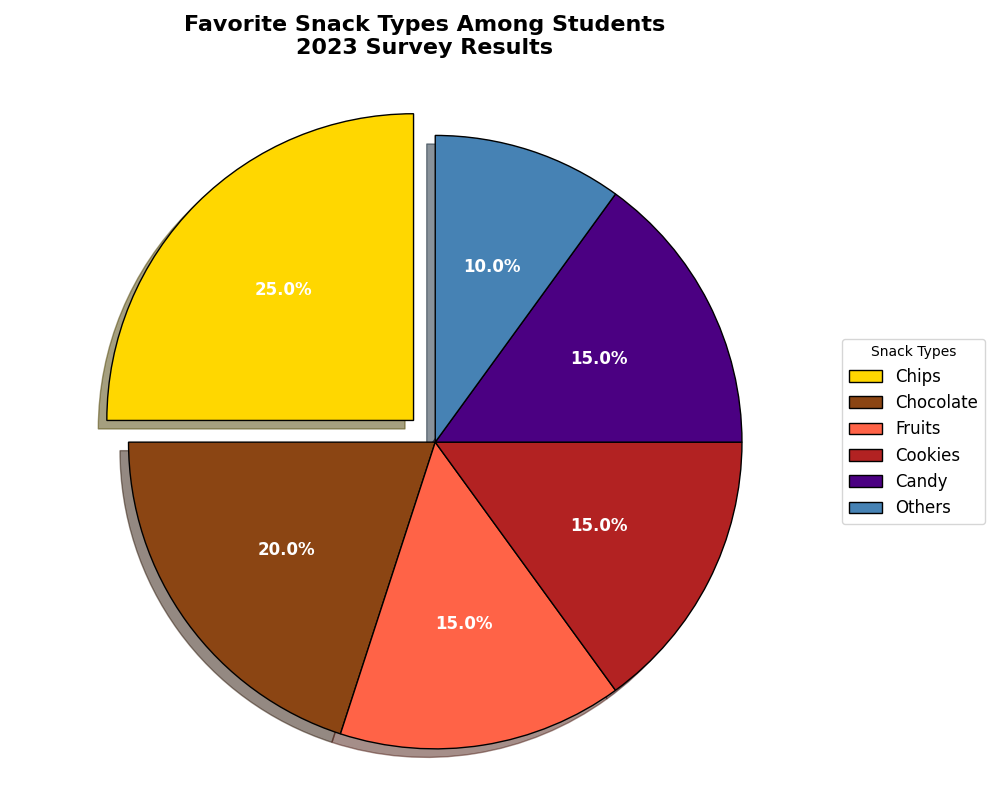 Favorite Snack Types Among Students
2023 Survey Results
25.0%
10.0%
15.0%
20.0%
15.0%
15.0%
Snack Types
Chips
Chocolate
Fruits
Cookies
Candy
Others